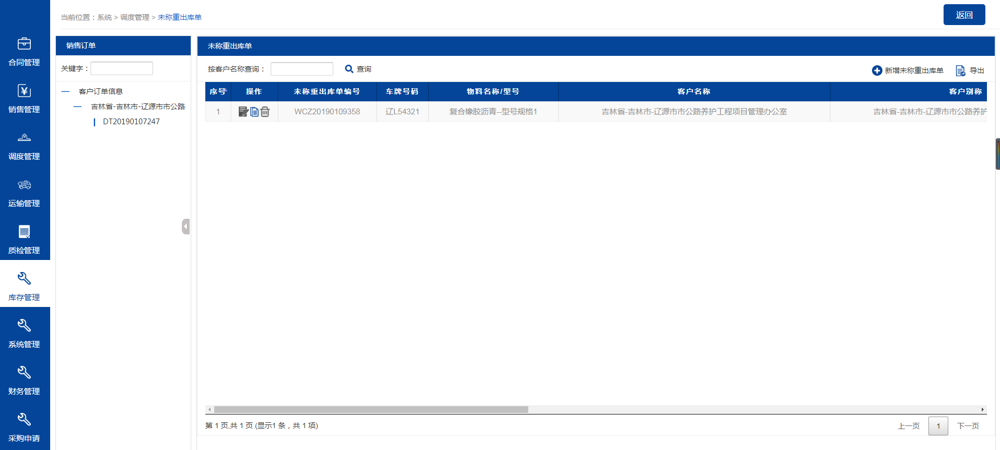 当前位置：系统 > 调度管理 > 未称重出库单
返回
合同管理
销售管理
调度管理
运输管理
质检管理
库存管理
系统管理
财务管理
采购申请
销售订单
关键字：
客户订单信息
吉林省-吉林市-辽源市市公路
DT20190107247
未称重出库单
按客户名称查询： 查询
新增未称重出库单 导出
序号 操作 未称重出库单编号 车牌号码 物料名称/型号 客户名称 客户别称
1 WCZ20190109358 辽L54321 复合橡胶沥青--型号规格1 吉林省-吉林市-辽源市市公路养护工程项目管理办公室 吉林省-吉林市-辽源市市公路养护
第 1 页,共 1 页 (显示1 条，共 1 项)
上一页 1 下一页